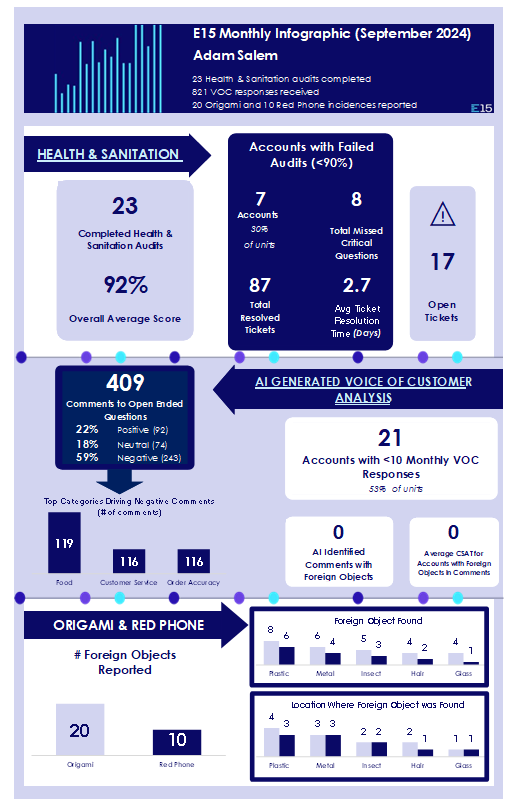 E15 Monthly Infographic (September 2024)
Adam Salem
23 Health & Sanitation audits completed
821 VOC responses received
20 Origami and 10 Red Phone incidences reported
E15
HEALTH & SANITATION
23
Completed Health &
Sanitation Audits
92%
Overall Average Score
Accounts with Failed
Audits (<90%)
7
Accounts
30%
of units
8
Total Missed
Critical
Questions
87
Total
Resolved
Tickets
2.7
Avg Ticket
Resolution
Time (Days)
17
Open
Tickets
409
Comments to Open Ended
Questions
22% Positive (92)
18% Neutral (74)
59% Negative (243)
AI GENERATED VOICE OF CUSTOMER
ANALYSIS
Top Categories Driving Negative Comments
(# of comments)
119
116
116
Food
Customer Service
Order Accuracy
21
Accounts with <10 Monthly VOC
Responses
53% of units
0
AI Identified
Comments with
Foreign Objects
0
Average CSAT for
Accounts with Foreign
Objects in Comments
ORIGAMI & RED PHONE
# Foreign Objects
Reported
20
10
Origami
Red Phone
Foreign Object Found
8 6 6 4 5 3 4 2 4 1
Plastic Metal Insect Hair Glass
Location Where Foreign Object was Found
4 3 3 3 2 2 2 1 1 1
Plastic Metal Insect Hair Glass